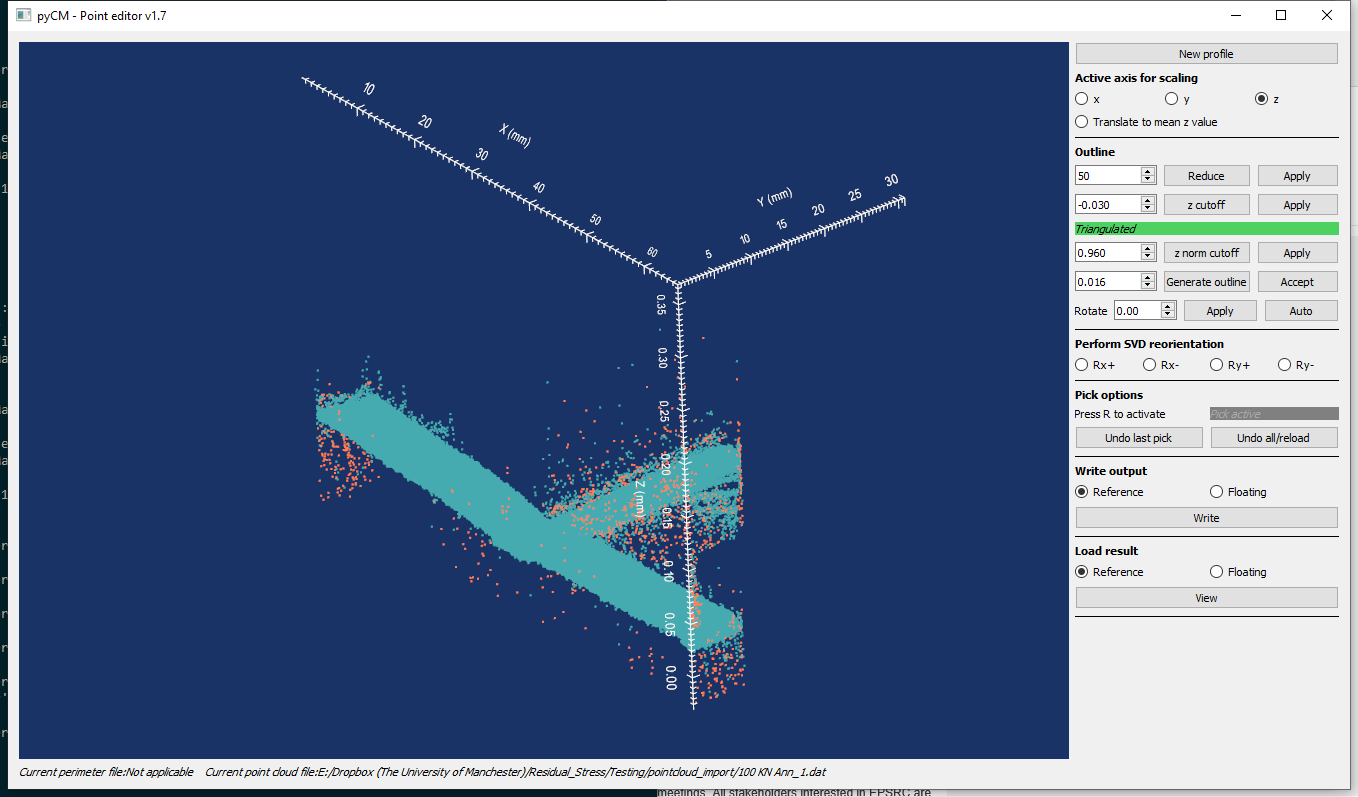 pyCM - Point editor v1.7
New profile
Active axis for scaling
x y z
Translate to mean z value
Outline
50 Reduce Apply
-0.030 z cutoff Apply
Triangulated
0.960 z norm cutoff Apply
0.016 Generate outline Accept
Rotate 0.00 Apply Auto
Perform SVD reorientation
Rx+ Rx- Ry+ Ry-
Pick options
Press R to activate Pick active
Undo last pick Undo all/reload
Write output
Reference Floating
Write
Load result
Reference Floating
View
10
20
X (mm)
30
40
50
60
Y (mm)
5
10
15
20
25
30
0.35
0.30
0.25
0.20
Z (mm)
0.15
0.10
0.05
0.00
Current perimeter file:Not applicable Current point cloud file:E:/Dropbox (The University of Manchester)/Residual_Stress/Testing/pointcloud_import/100 KN Ann_1.dat
meetings. All stakeholders interested in EPSRC are